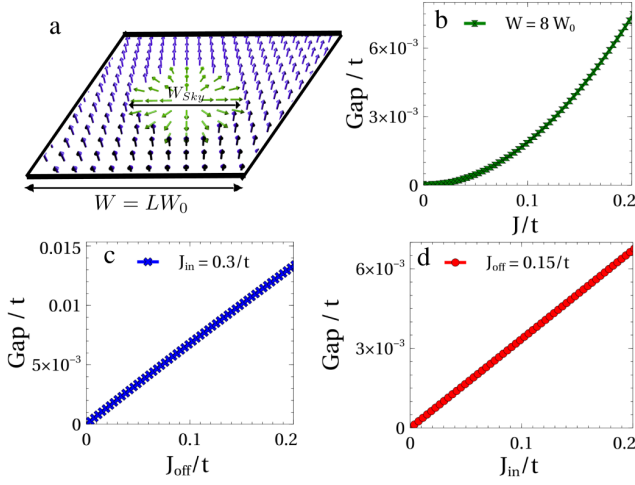 a
W_Sky
W = LW₀
b
W = 8 W₀
Gap / t
6×10⁻³
3×10⁻³
0
0
0.1
0.2
J/t
c
J_in = 0.3/t
Gap / t
0.015
0.01
5×10⁻³
0
0
0.1
0.2
J_off/t
d
J_off = 0.15/t
Gap / t
6×10⁻³
3×10⁻³
0
0
0.1
0.2
J_in/t